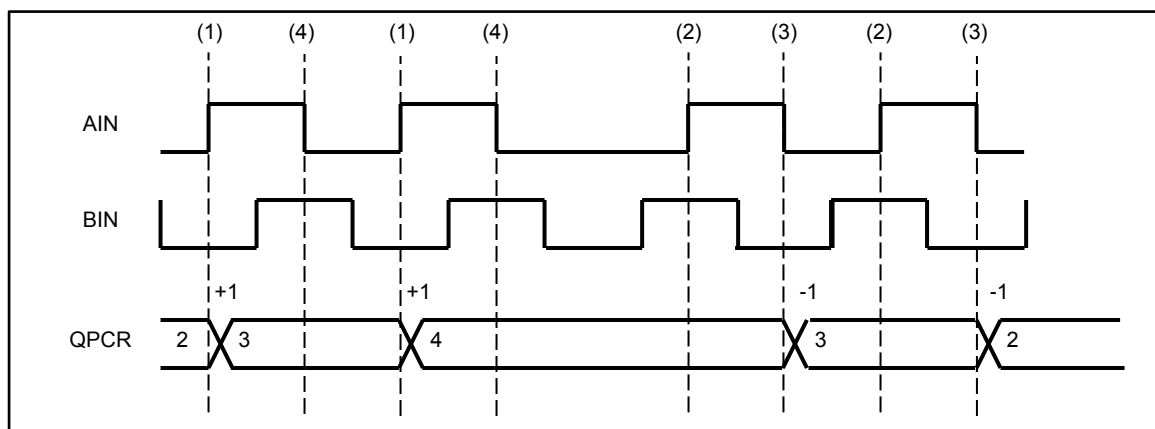 (1) (4) (1) (4) (2) (3) (2) (3)
AIN
BIN
+1 +1 -1 -1
QPCR 2 3 4 3 2